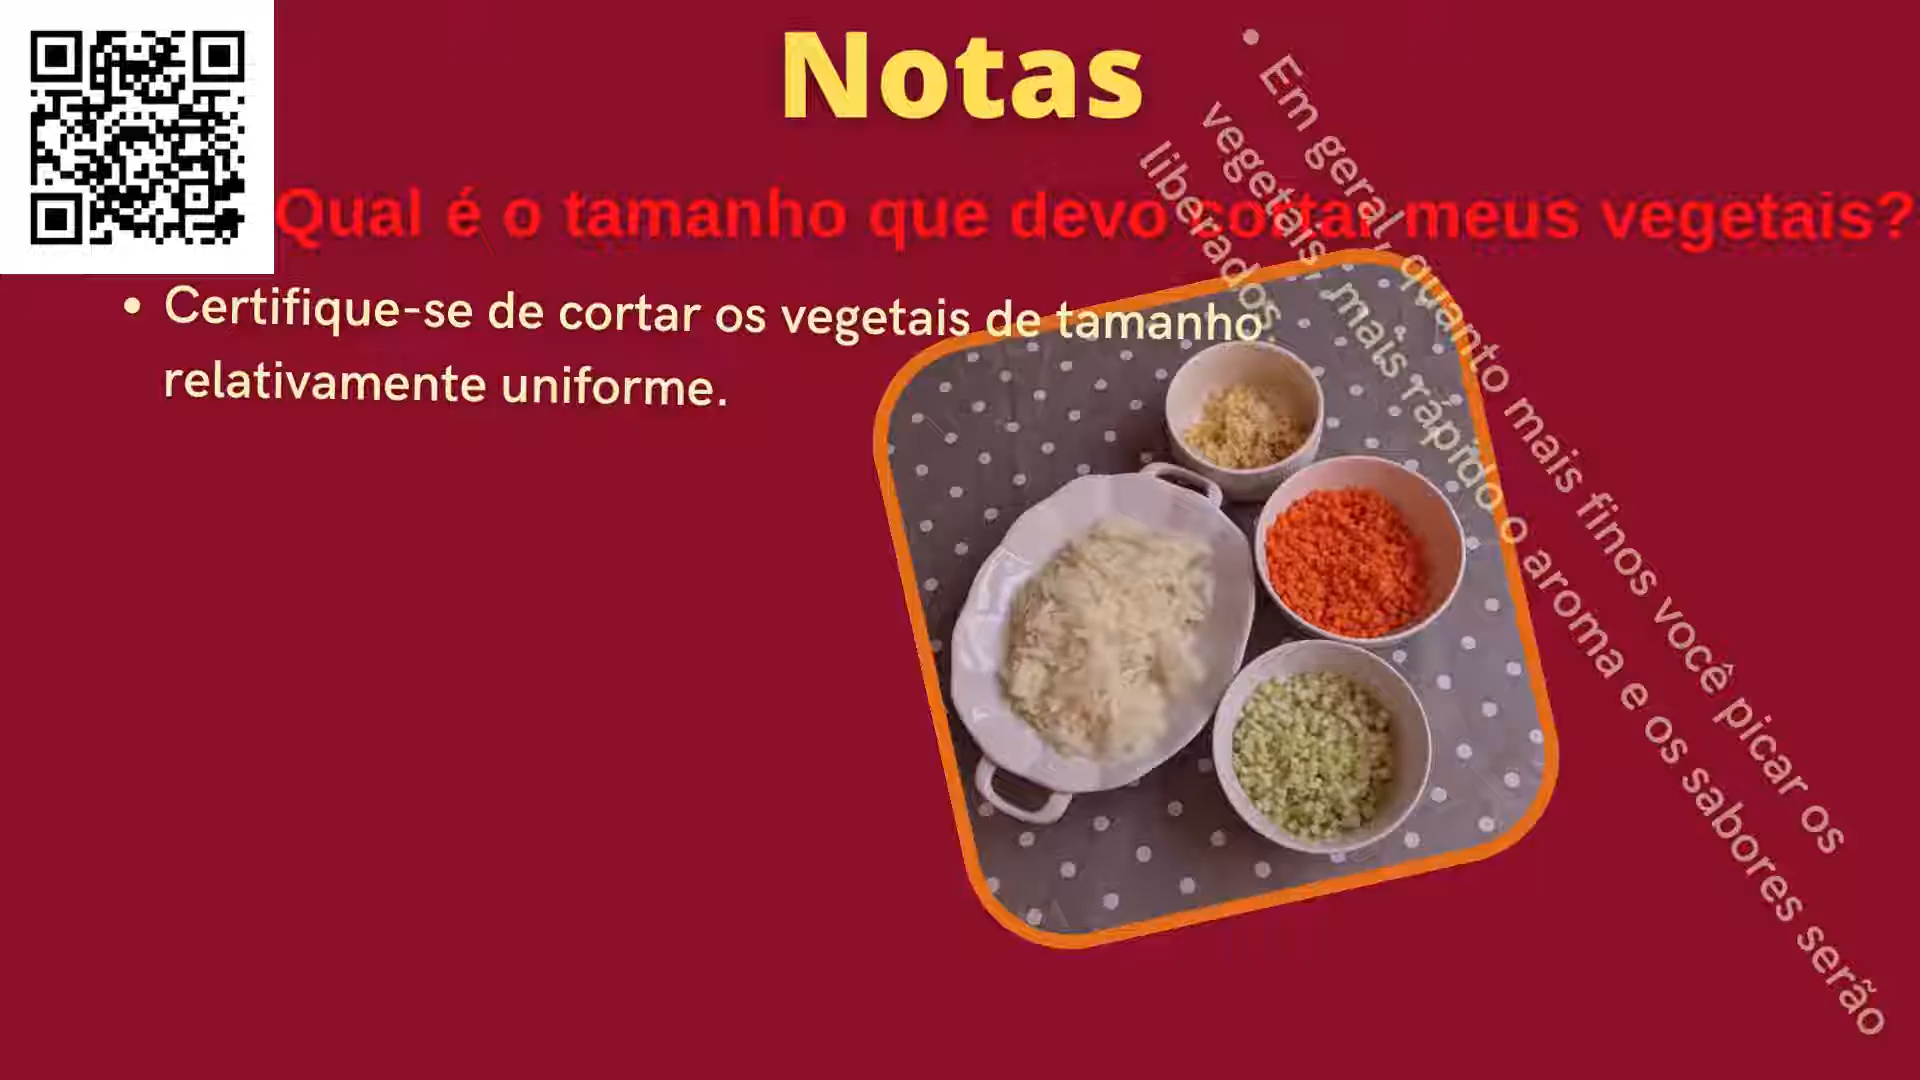 Notas
Qual é o tamanho que devo cortar meus vegetais?
• Certifique-se de cortar os vegetais de tamanho
relativamente uniforme.
• Em geral, quanto mais finos você picar os
vegetais, mais rápido o aroma e os sabores serão
liberados.